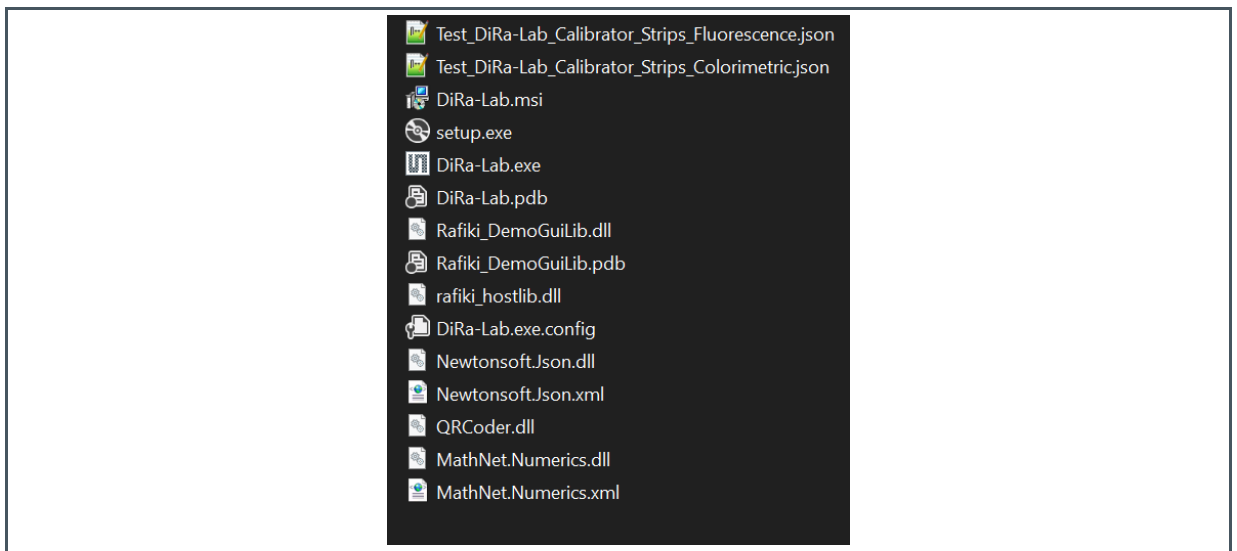 Test_DiRa-Lab_Calibrator_Strips_Fluorescence.json
Test_DiRa-Lab_Calibrator_Strips_Colorimetric.json
DiRa-Lab.msi
setup.exe
DiRa-Lab.exe
DiRa-Lab.pdb
Rafiki_DemoGuiLib.dll
Rafiki_DemoGuiLib.pdb
rafiki_hostlib.dll
DiRa-Lab.exe.config
Newtonsoft.Json.dll
Newtonsoft.Json.xml
QRCoder.dll
MathNet.Numerics.dll
MathNet.Numerics.xml